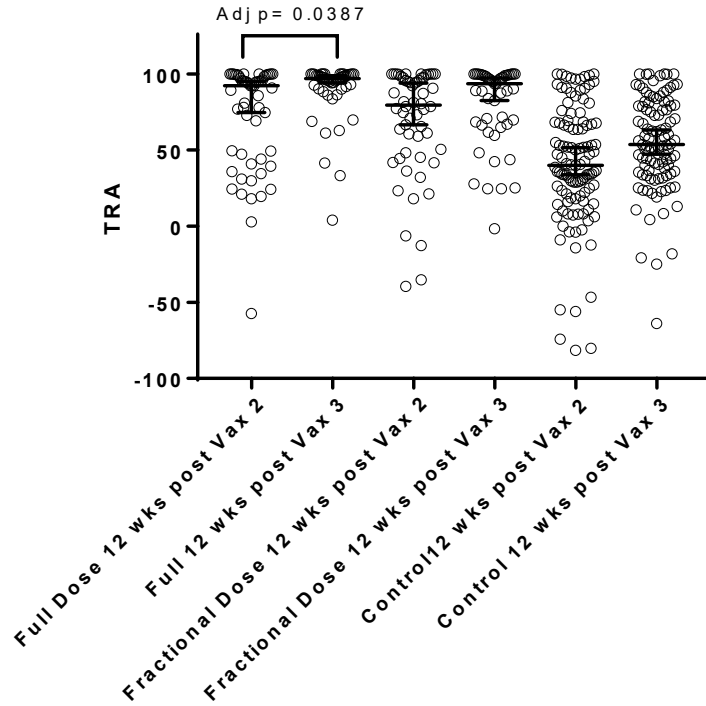 Adj p= 0.0387
TRA
100
50
0
-50
-100
Full Dose 12 wks post Vax 2
Full 12 wks post Vax 3
Fractional Dose 12 wks post Vax 2
Fractional Dose 12 wks post Vax 3
Control12 wks post Vax 2
Control 12 wks post Vax 3